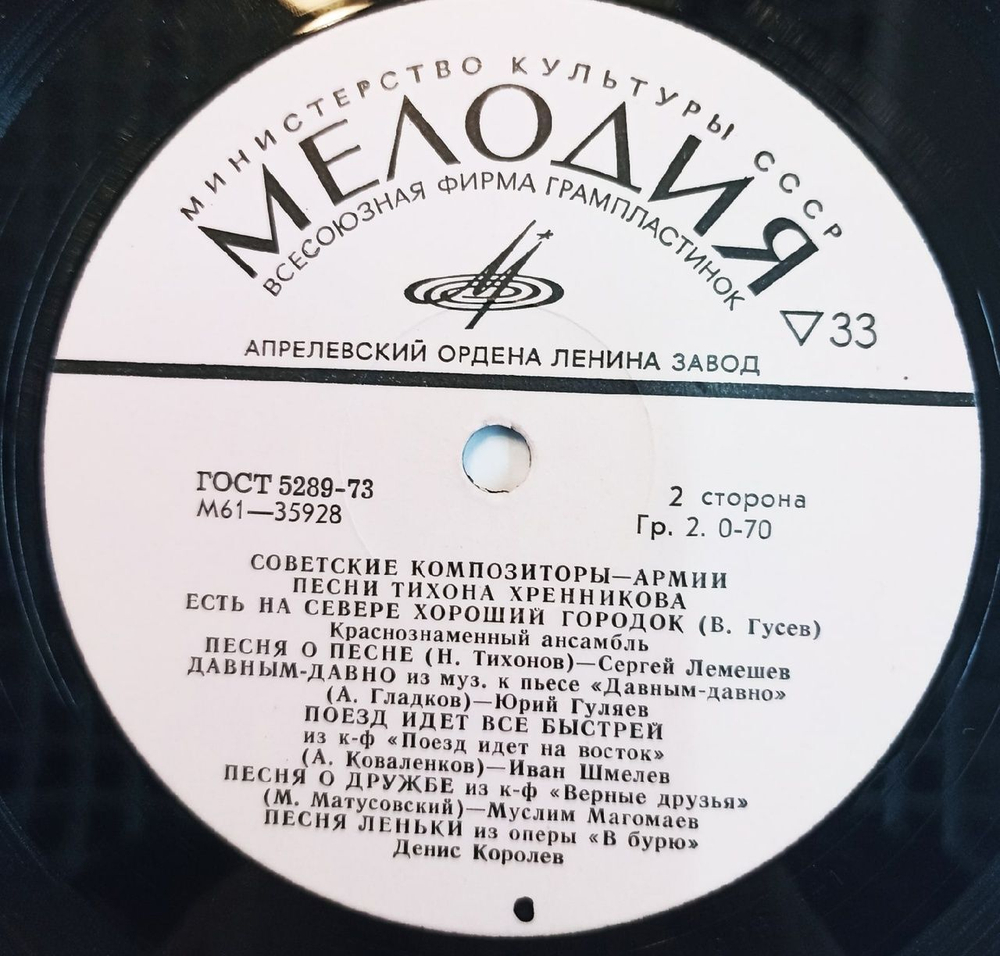 МИНИСТЕРСТВО КУЛЬТУРЫ СССР
МЕЛОДИЯ
ВСЕСОЮЗНАЯ ФИРМА ГРАМПЛАСТИНОК
▽33
АПРЕЛЕВСКИЙ ОРДЕНА ЛЕНИНА ЗАВОД
ГОСТ 5289-73
М61—35928
2 сторона
Гр. 2. 0-70
СОВЕТСКИЕ КОМПОЗИТОРЫ—АРМИИ
ПЕСНИ ТИХОНА ХРЕННИКОВА
ЕСТЬ НА СЕВЕРЕ ХОРОШИЙ ГОРОДОК (В. Гусев)
Краснознаменный ансамбль
ПЕСНЯ О ПЕСНЕ (Н. Тихонов)—Сергей Лемешев
ДАВНЫМ-ДАВНО из муз. к пьесе «Давным-давно»
(А. Гладков)—Юрий Гуляев
ПОЕЗД ИДЕТ ВСЕ БЫСТРЕЙ
из к-ф «Поезд идет на восток»
(А. Коваленков)—Иван Шмелев
ПЕСНЯ О ДРУЖБЕ из к-ф «Верные друзья»
(М. Матусовский)—Муслим Магомаев
ПЕСНЯ ЛЕНЬКИ из оперы «В бурю»
Денис Королев